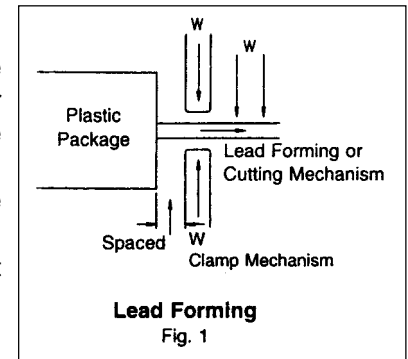 W
W
Plastic
Package
Lead Forming or
Cutting Mechanism
Spaced
W
Clamp Mechanism
Lead Forming
Fig. 1